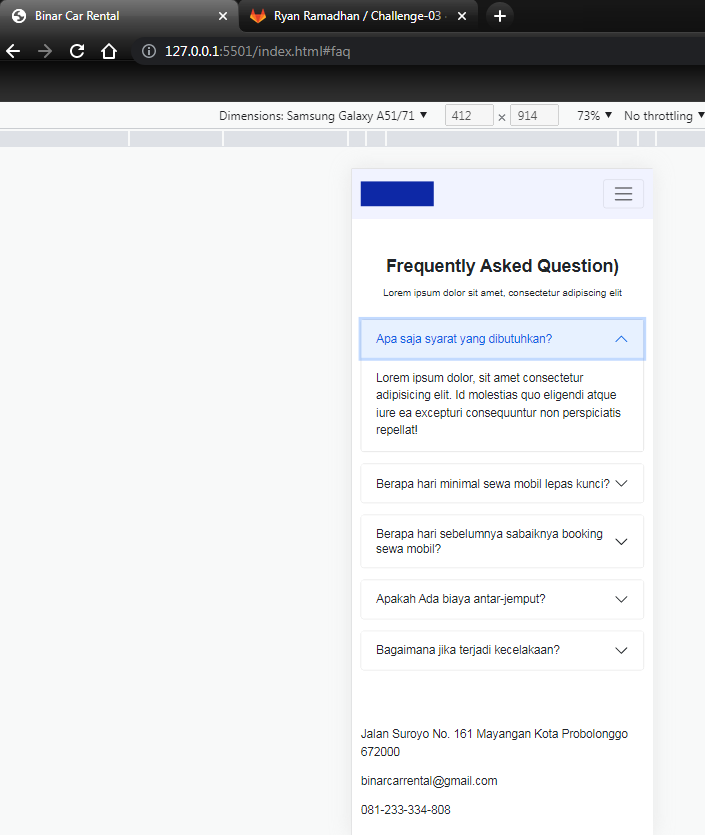 Binar Car Rental
Ryan Ramadhan / Challenge-03
127.0.0.1:5501/index.html#faq
Dimensions: Samsung Galaxy A51/71 412 × 914 73% No throttling
Frequently Asked Question)
Lorem ipsum dolor sit amet, consectetur adipiscing elit
Apa saja syarat yang dibutuhkan?
Lorem ipsum dolor, sit amet consectetur
adipisicing elit. Id molestias quo eligendi atque
iure ea excepturi consequuntur non perspiciatis
repellat!
Berapa hari minimal sewa mobil lepas kunci?
Berapa hari sebelumnya sabaiknya booking
sewa mobil?
Apakah Ada biaya antar-jemput?
Bagaimana jika terjadi kecelakaan?
Jalan Suroyo No. 161 Mayangan Kota Probolonggo
672000
binarcarrental@gmail.com
081-233-334-808